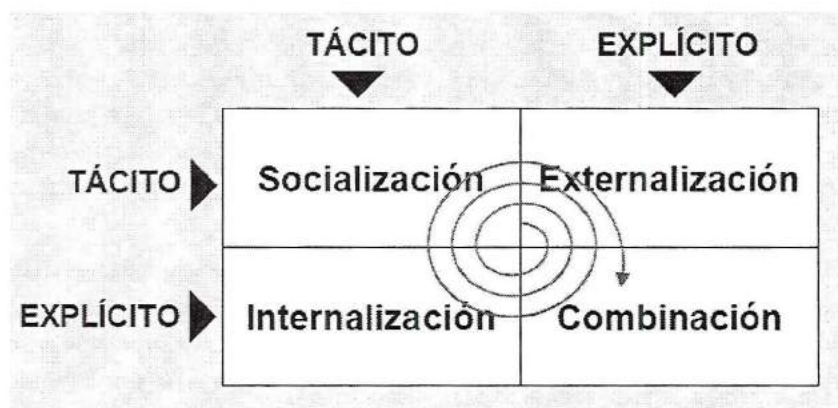 TÁCITO EXPLÍCITO
TÁCITO Socialización Externalización
EXPLÍCITO Internalización Combinación